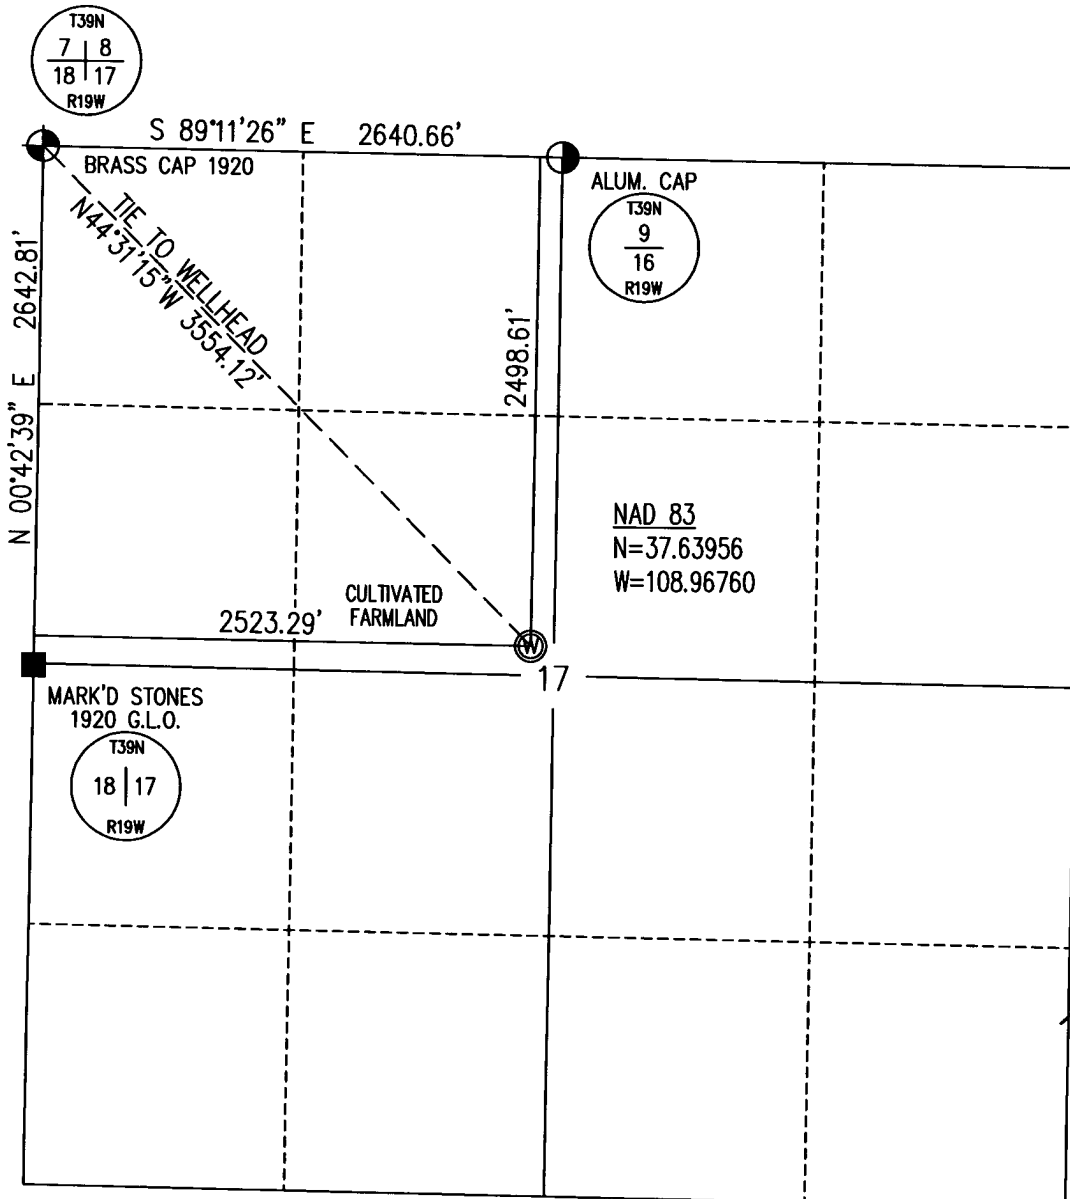 T39N
7 | 8
18 | 17
R19W
S 89°11'26" E 2640.66'
BRASS CAP 1920
ALUM. CAP
T39N
9
16
R19W
TIE TO WELLHEAD
N44°31'15"W 3554.12'
N 00°42'39" E 2642.81'
2498.61'
NAD 83
N=37.63956
W=108.96760
CULTIVATED
FARMLAND
2523.29'
W
17
MARK'D STONES
1920 G.L.O.
T39N
18 | 17
R19W